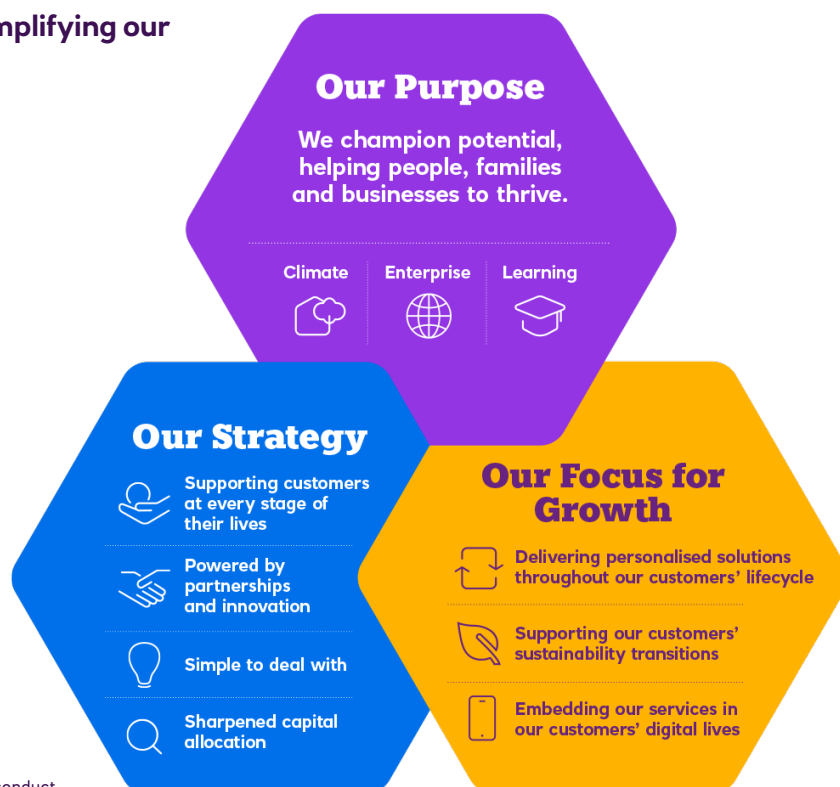 mplifying our
Our Purpose
We champion potential,
helping people, families
and businesses to thrive.
Climate
Enterprise
Learning
Our Strategy
Supporting customers
at every stage of
their lives
Powered by
partnerships
and innovation
Simple to deal with
Sharpened capital
allocation
Our Focus for
Growth
Delivering personalised solutions
throughout our customers’ lifecycle
Supporting our customers’
sustainability transitions
Embedding our services in
our customers’ digital lives
conduct